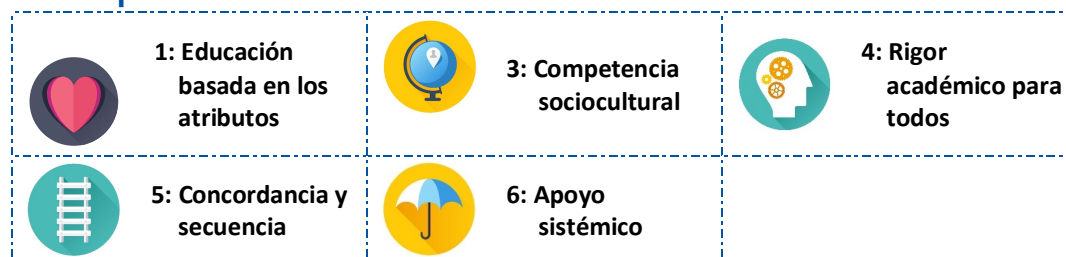 1: Educación
basada en los
atributos
3: Competencia
sociocultural
4: Rigor
académico para
todos
5: Concordancia y
secuencia
6: Apoyo
sistémico